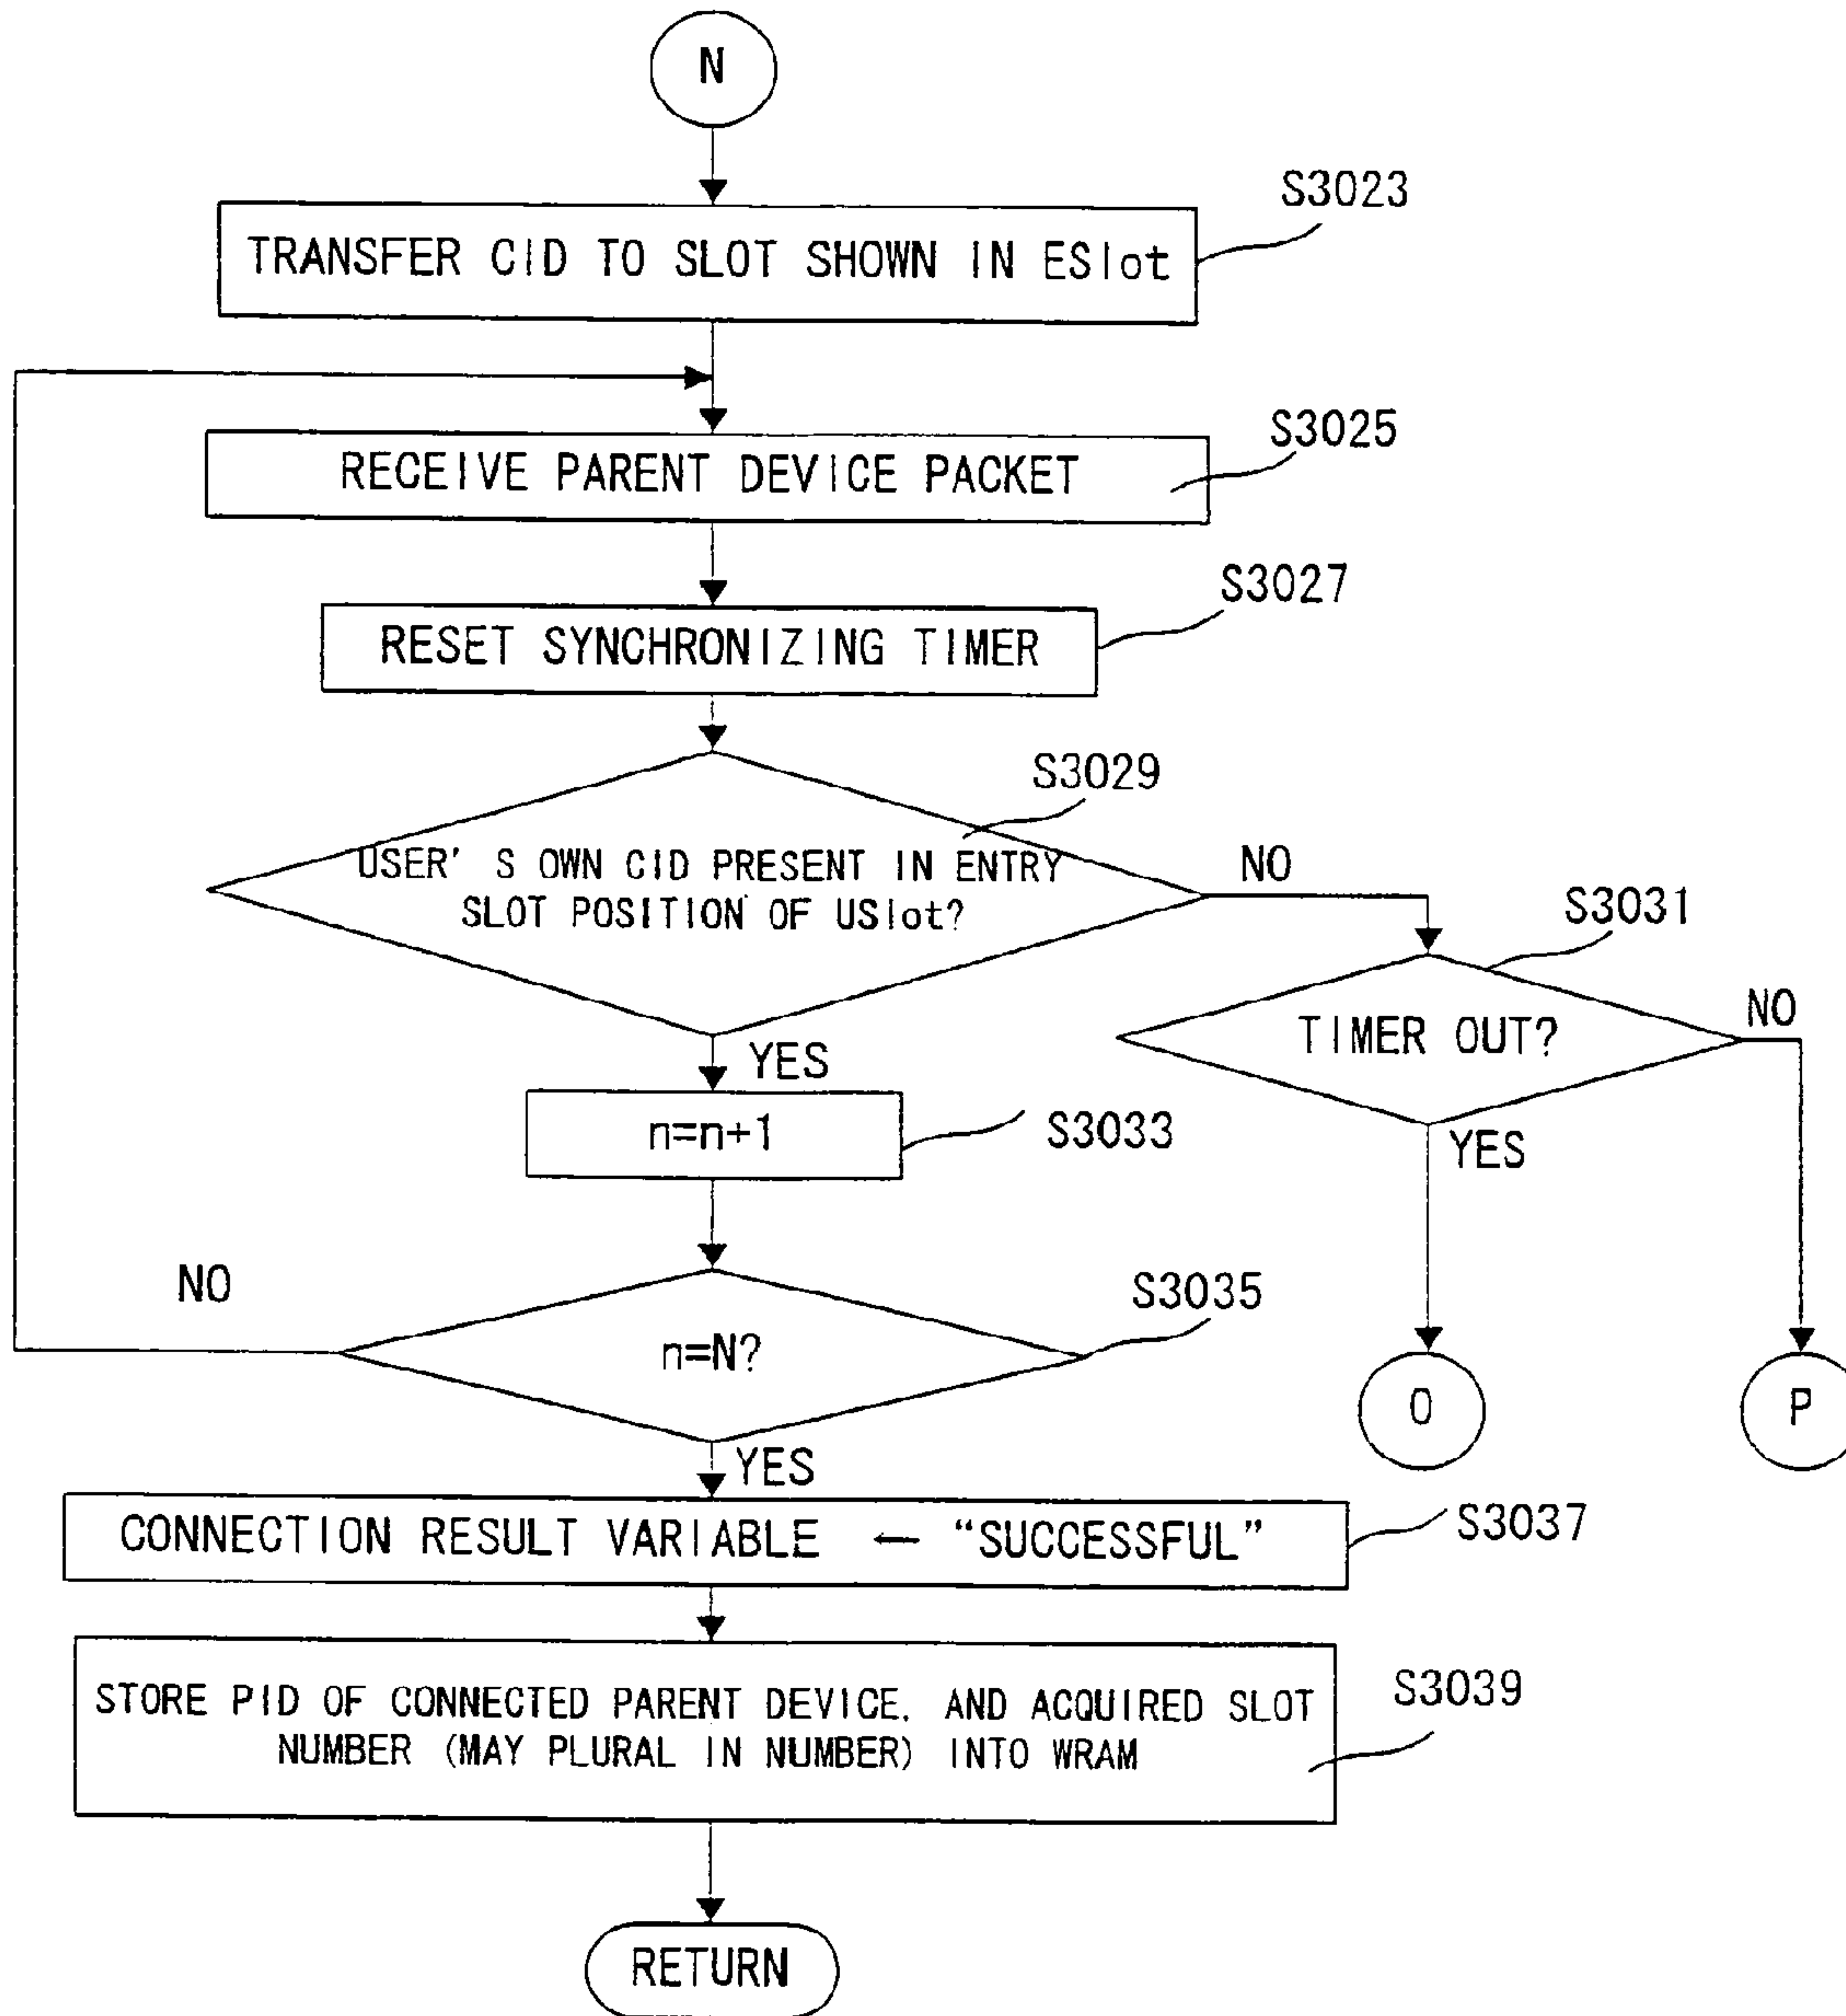 N
S3023
TRANSFER CID TO SLOT SHOWN IN ESlot
S3025
RECEIVE PARENT DEVICE PACKET
S3027
RESET SYNCHRONIZING TIMER
S3029
USER' S OWN CID PRESENT IN ENTRY
SLOT POSITION OF USlot?
NO
S3031
TIMER OUT?
NO
YES
YES
n=n+1
S3033
NO
S3035
n=N?
O
P
YES
CONNECTION RESULT VARIABLE ← “SUCCESSFUL”
S3037
STORE PID OF CONNECTED PARENT DEVICE, AND ACQUIRED SLOT
NUMBER (MAY PLURAL IN NUMBER) INTO WRAM
S3039
RETURN